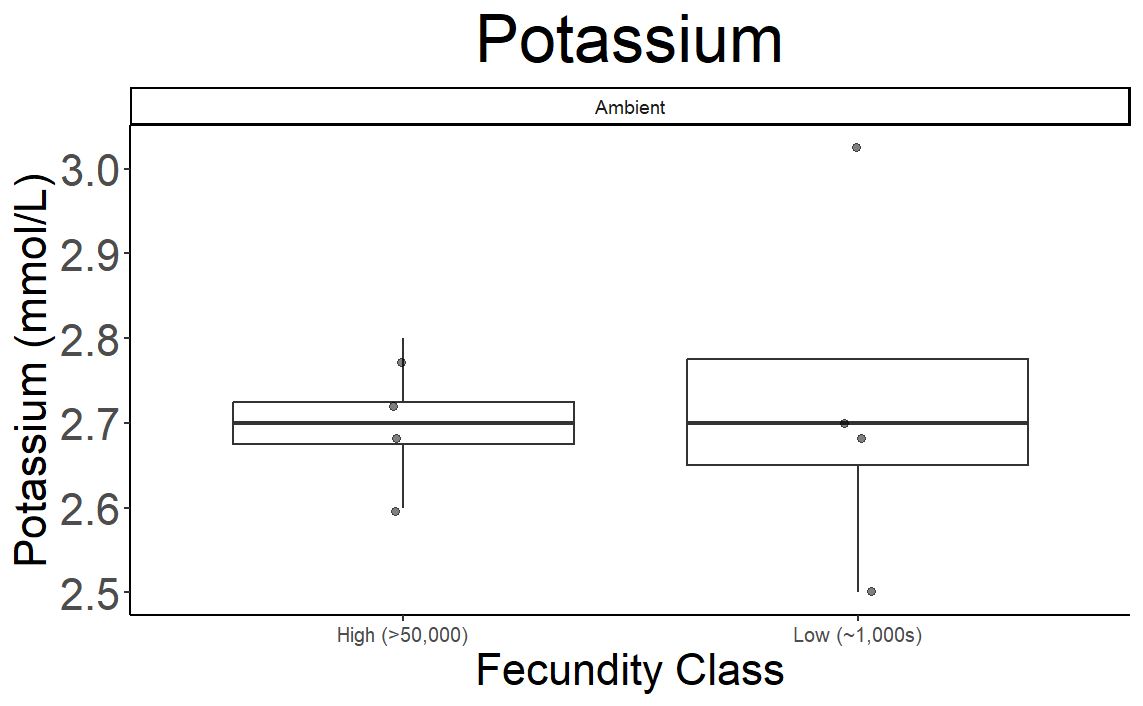 Potassium
Ambient
Potassium (mmol/L)
3.0
2.9
2.8
2.7
2.6
2.5
High (>50,000)
Low (~1,000s)
Fecundity Class